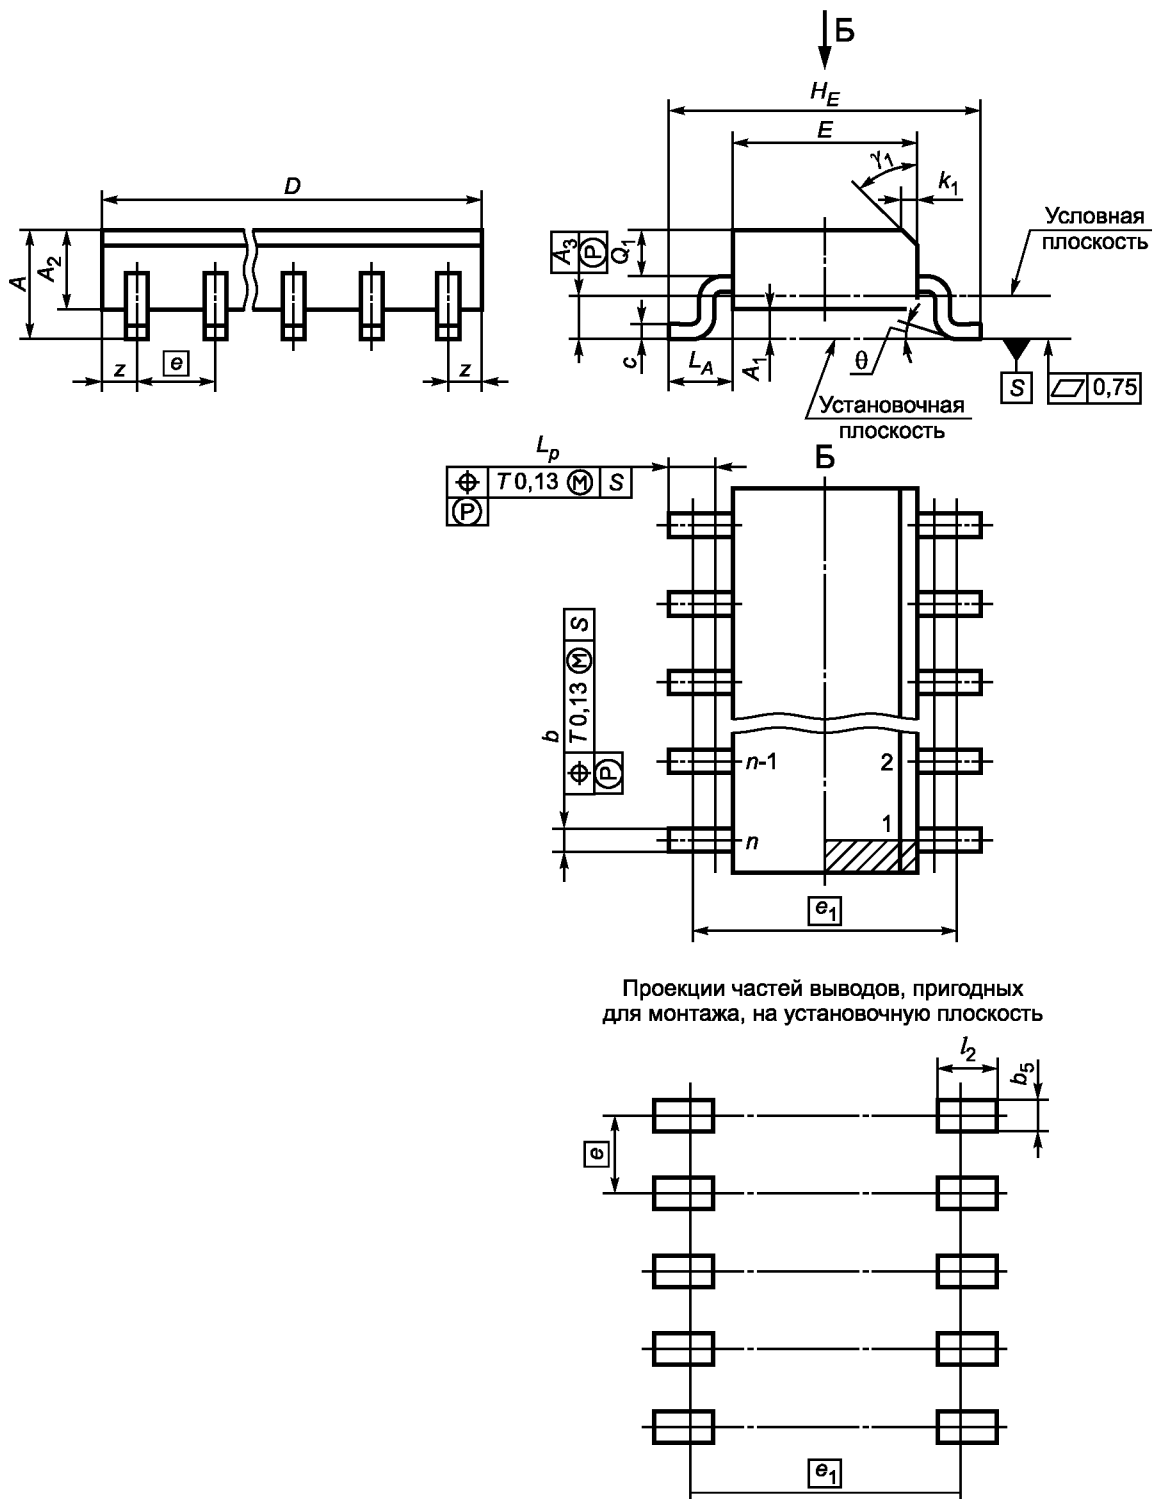 Б
H_E
E
γ₁
k₁
D
Условная
плоскость
A
A₂
A₃
Ⓟ
Q₁
z
e
z
c
L_A
A₁
θ
S
0,75
Установочная
плоскость
L_p
T 0,13 Ⓜ S
Ⓟ
Б
b
T 0,13 Ⓜ S
Ⓟ
n-1
2
1
n
e₁
Проекции частей выводов, пригодных
для монтажа, на установочную плоскость
l₂
b₅
e
e₁